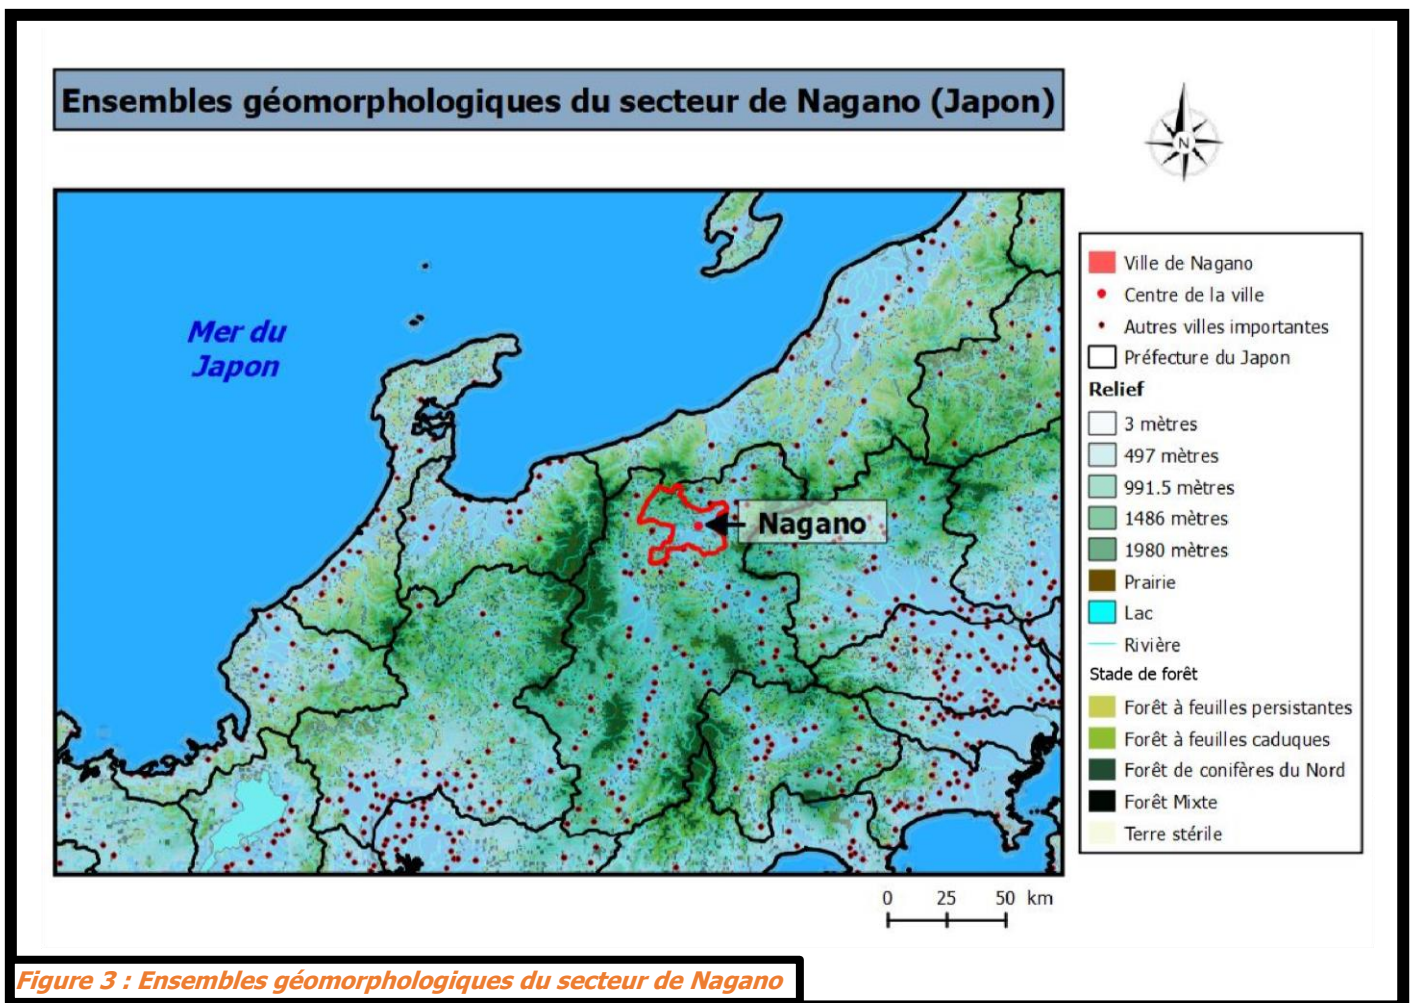 Ensembles géomorphologiques du secteur de Nagano (Japon)
N
Mer du
Japon
Nagano
Ville de Nagano
Centre de la ville
Autres villes importantes
Préfecture du Japon
Relief
3 mètres
497 mètres
991.5 mètres
1486 mètres
1980 mètres
Prairie
Lac
Rivière
Stade de forêt
Forêt à feuilles persistantes
Forêt à feuilles caduques
Forêt de conifères du Nord
Forêt Mixte
Terre stérile
0 25 50 km
Figure 3 : Ensembles géomorphologiques du secteur de Nagano